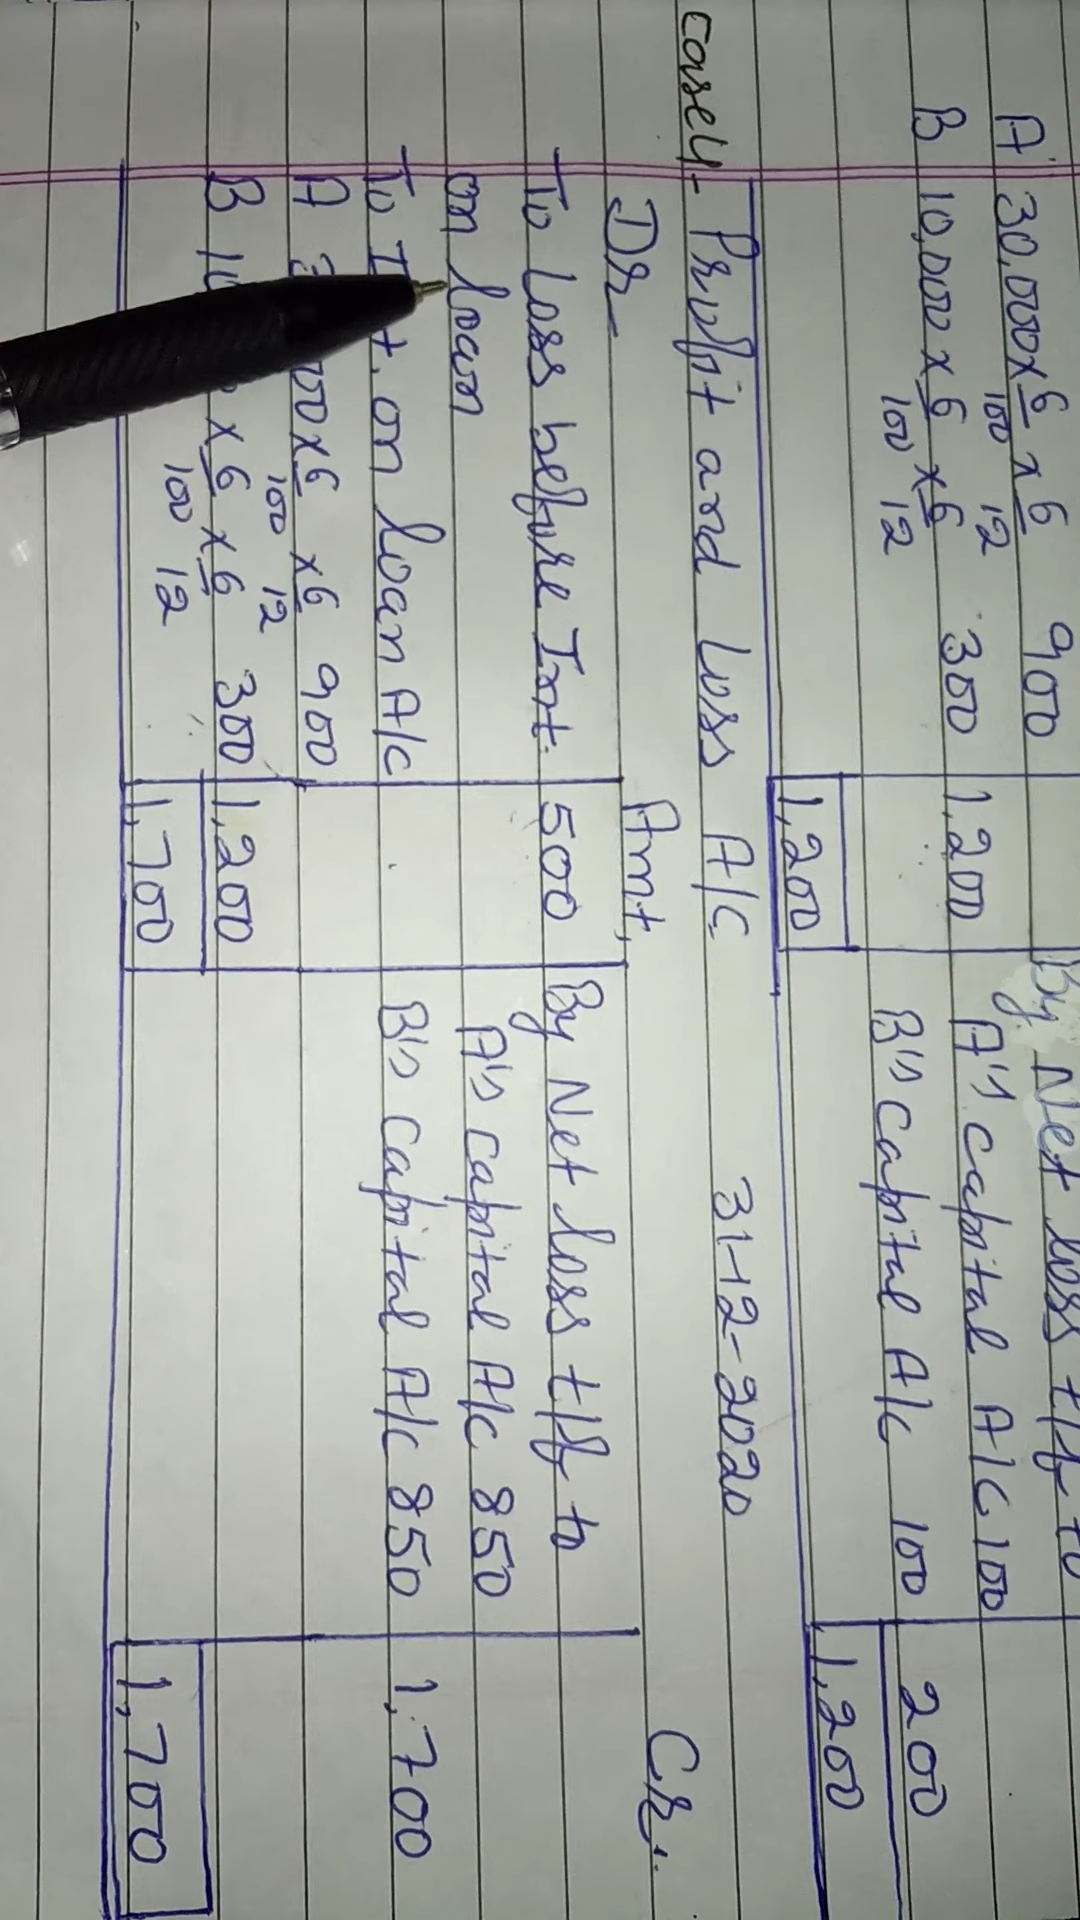 By Net loss t/f to
A 30,000 x 6/100 x 6/12 900 A's capital A/c 100
B 10,000 x 6/100 x 6/12 300 1,200 B's capital A/c 100 200
1,200 1,200
Case 4- Profit and Loss A/c 31-12-2020
Dr Amt, Cr.
To Loss before Int. 500 By Net loss t/f to
on loan A's capital A/c 850
To on loan A/c B's capital A/c 850 1,700
A x 6/100 x 6/12 900
B x 6/100 x 6/12 300 1,200
1,700 1,700